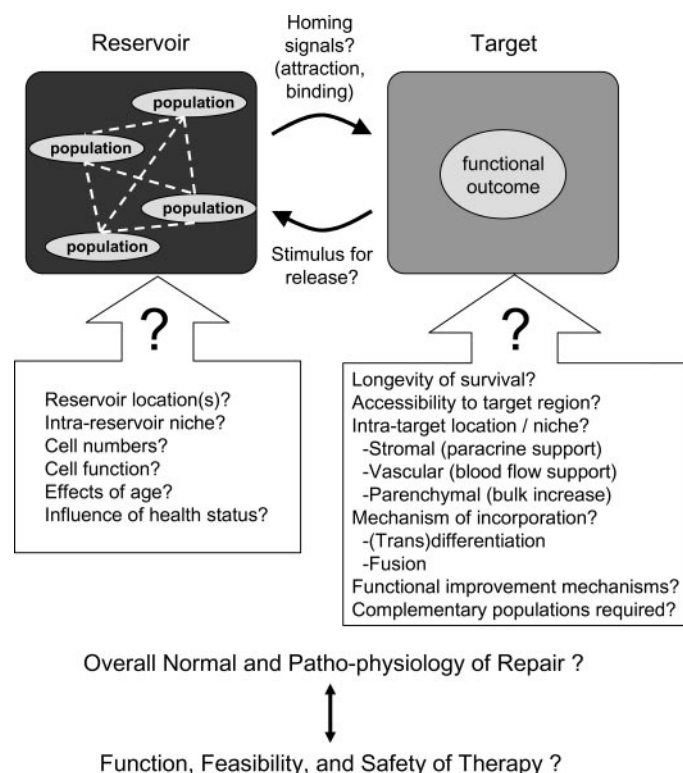 Reservoir
Homing
signals?
(attraction,
binding)
Target
population
population
population
population
functional
outcome
Stimulus for
release?
?
Reservoir location(s)?
Intra-reservoir niche?
Cell numbers?
Cell function?
Effects of age?
Influence of health status?
?
Longevity of survival?
Accessibility to target region?
Intra-target location / niche?
-Stromal (paracrine support)
-Vascular (blood flow support)
-Parenchymal (bulk increase)
Mechanism of incorporation?
-(Trans)differentiation
-Fusion
Functional improvement mechanisms?
Complementary populations required?
Overall Normal and Patho-physiology of Repair ?
Function, Feasibility, and Safety of Therapy ?